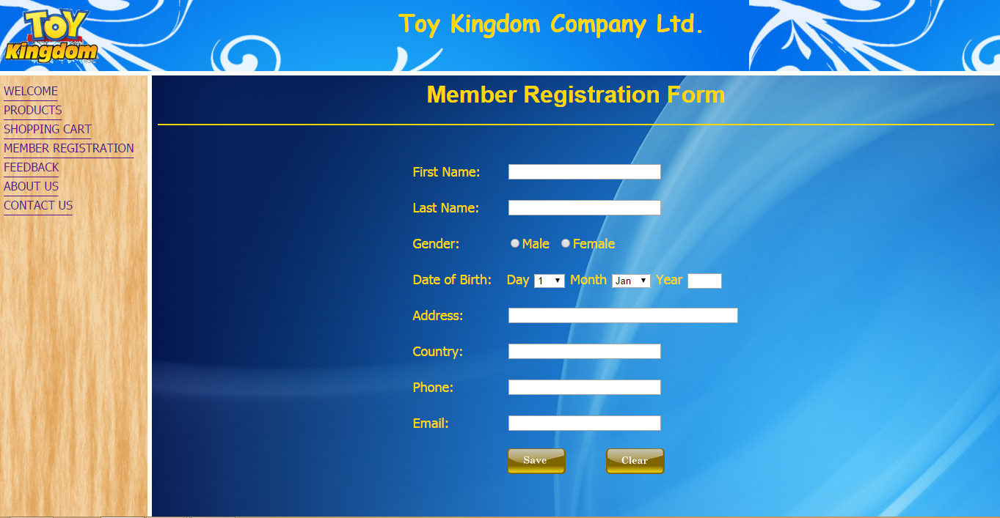 TOY
Kingdom
Toy Kingdom Company Ltd.
WELCOME
PRODUCTS
SHOPPING CART
MEMBER REGISTRATION
FEEDBACK
ABOUT US
CONTACT US
Member Registration Form
First Name:
Last Name:
Gender: Male Female
Date of Birth: Day 1 Month Jan Year
Address:
Country:
Phone:
Email:
Save Clear